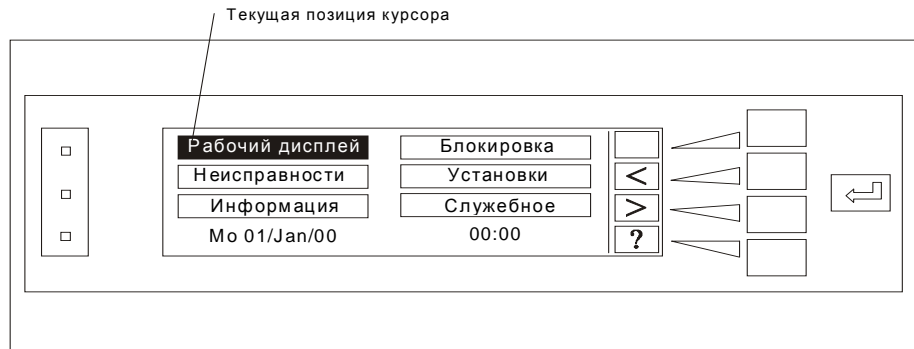 Текущая позиция курсора
Рабочий дисплей Блокировка
Неисправности Установки <
Информация Служебное >
Mo 01/Jan/00 00:00 ?